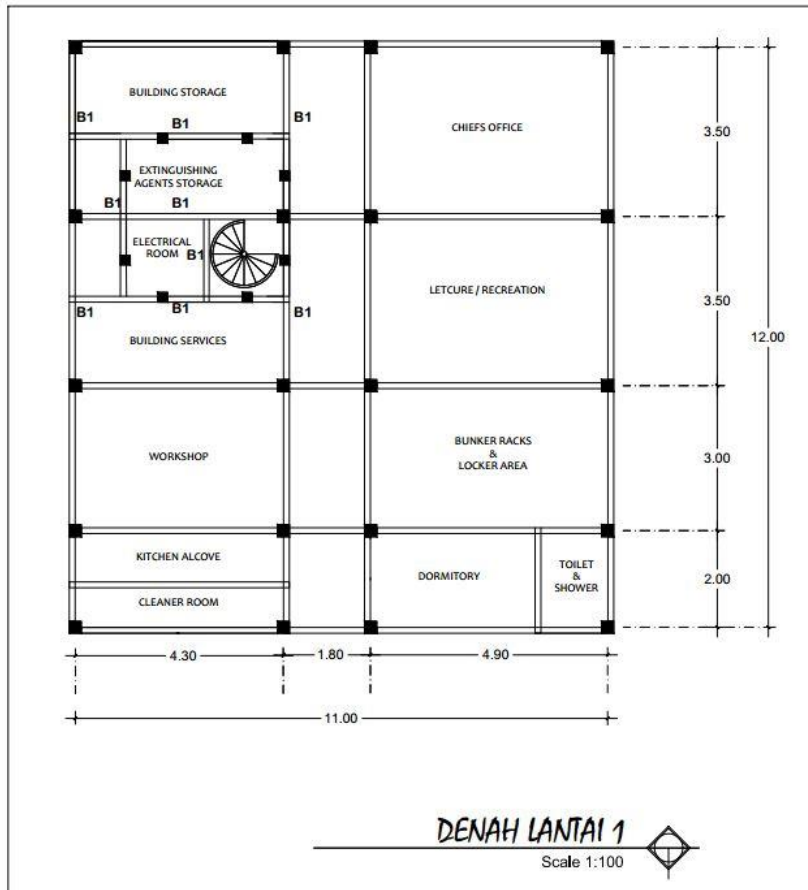 BUILDING STORAGE
B1
B1
B1
CHIEFS OFFICE
3.50
EXTINGUISHING
AGENTS STORAGE
B1
B1
ELECTRICAL
ROOM
B1
LETCURE / RECREATION
3.50
B1
B1
B1
12.00
BUILDING SERVICES
WORKSHOP
BUNKER RACKS
&
LOCKER AREA
3.00
KITCHEN ALCOVE
CLEANER ROOM
DORMITORY
TOILET
&
SHOWER
2.00
4.30
1.80
4.90
11.00
DENAH LANTAI 1
Scale 1:100